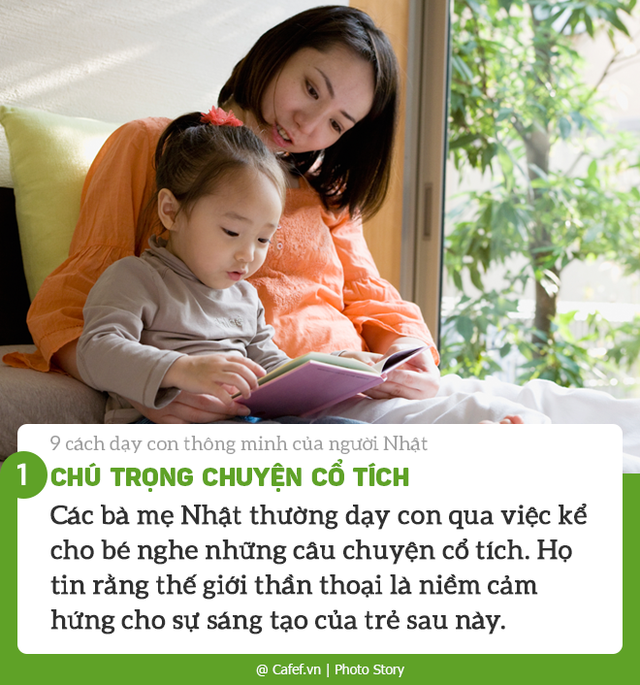 9 cách dạy con thông minh của người Nhật
1 CHÚ TRỌNG CHUYỆN CỔ TÍCH
Các bà mẹ Nhật thường dạy con qua việc kể
cho bé nghe những câu chuyện cổ tích. Họ
tin rằng thế giới thần thoại là niềm cảm
hứng cho sự sáng tạo của trẻ sau này.
@ Cafef.vn | Photo Story